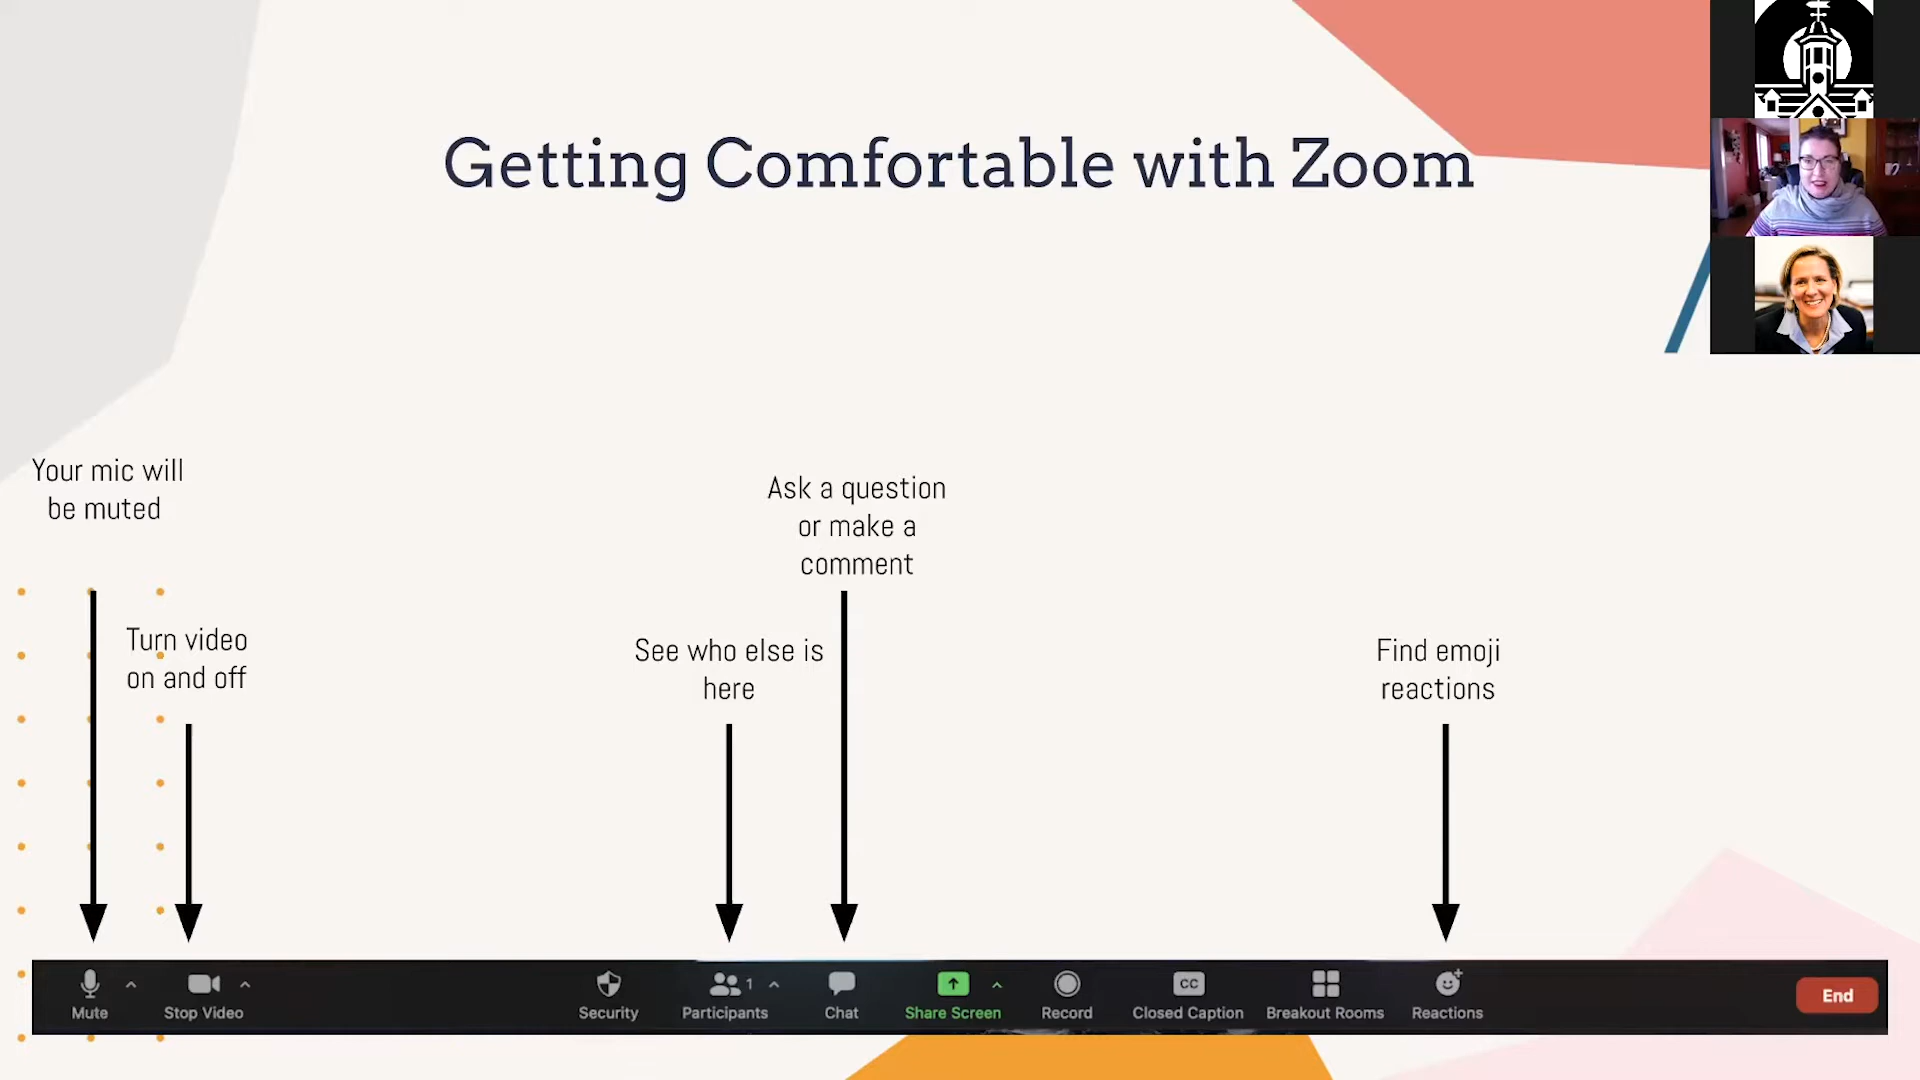 Getting Comfortable with Zoom
Your mic will
be muted
Turn video
on and off
See who else is
here
Ask a question
or make a
comment
Find emoji
reactions
Mute
Stop Video
Security
1
Participants
Chat
Share Screen
Record
CC
Closed Caption
Breakout Rooms
Reactions
End